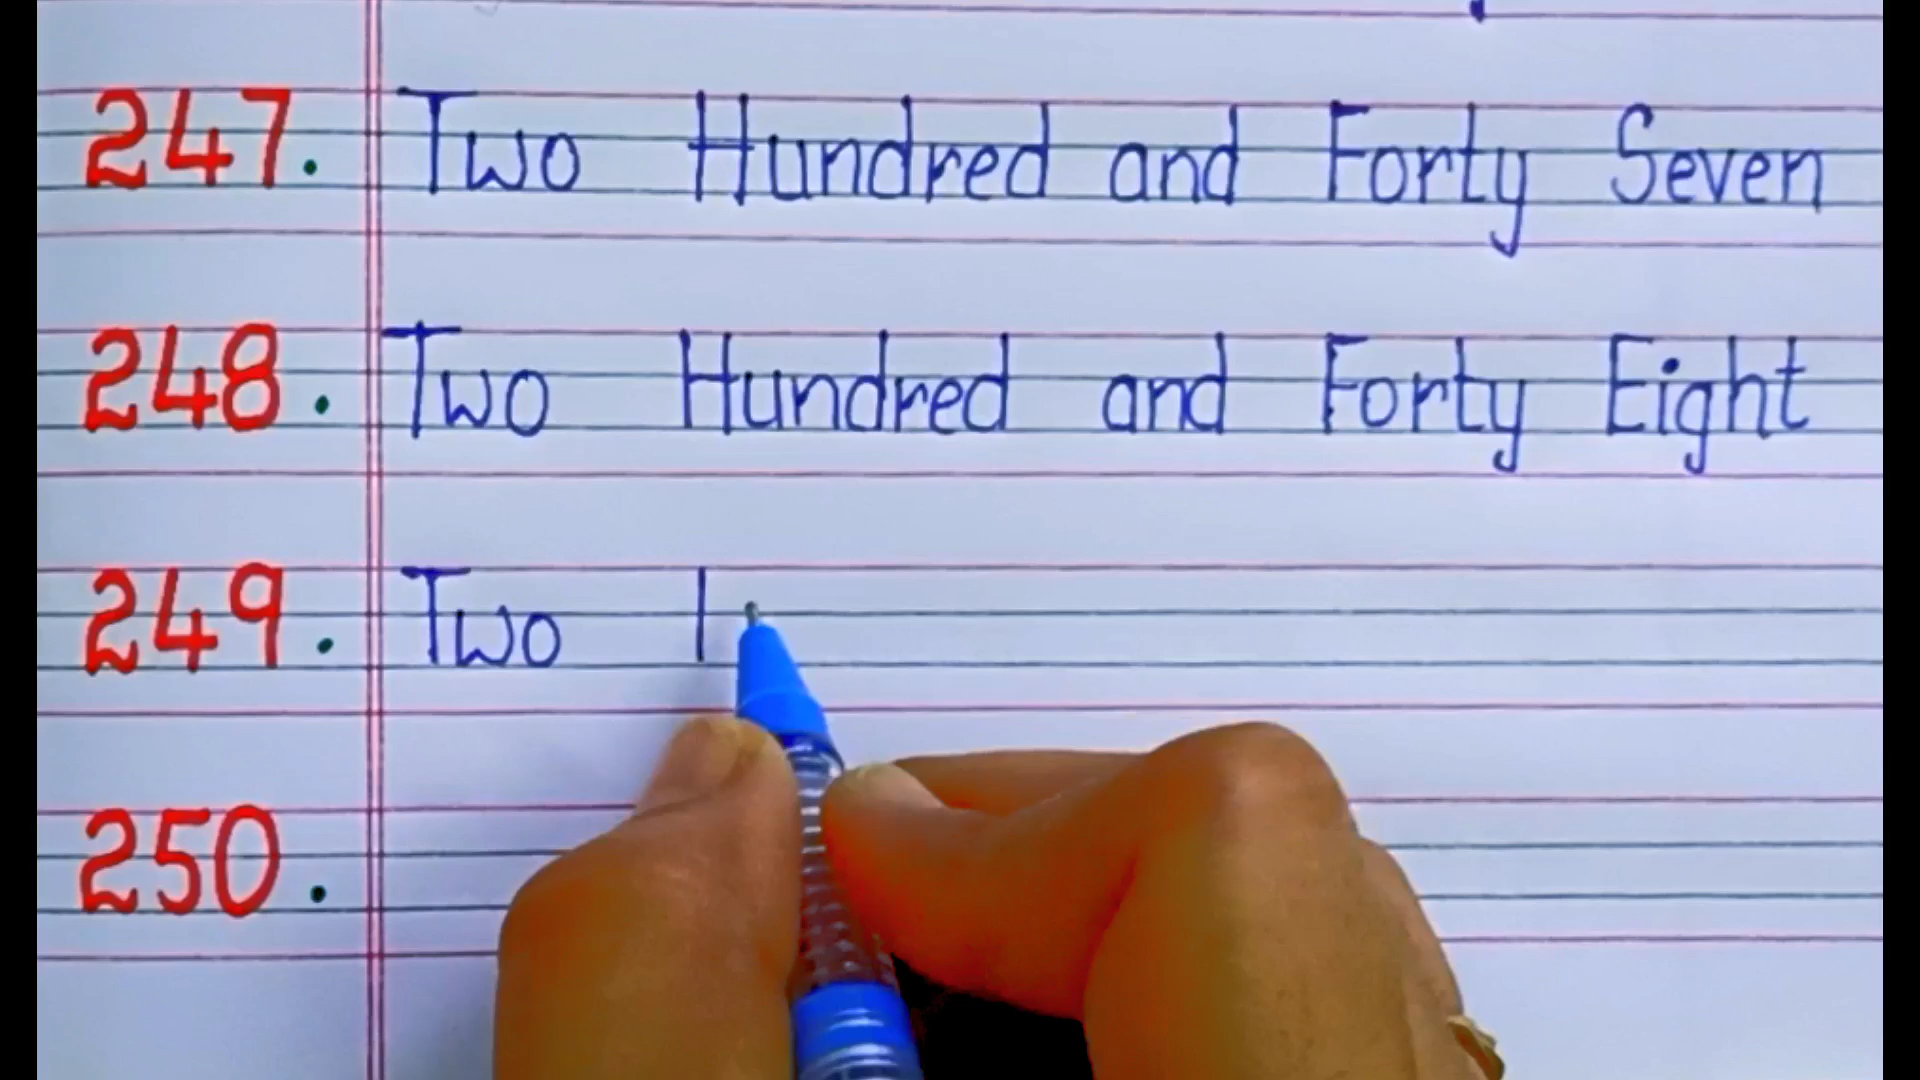 247. Two Hundred and Forty Seven
248. Two Hundred and Forty Eight
249. Two
250.